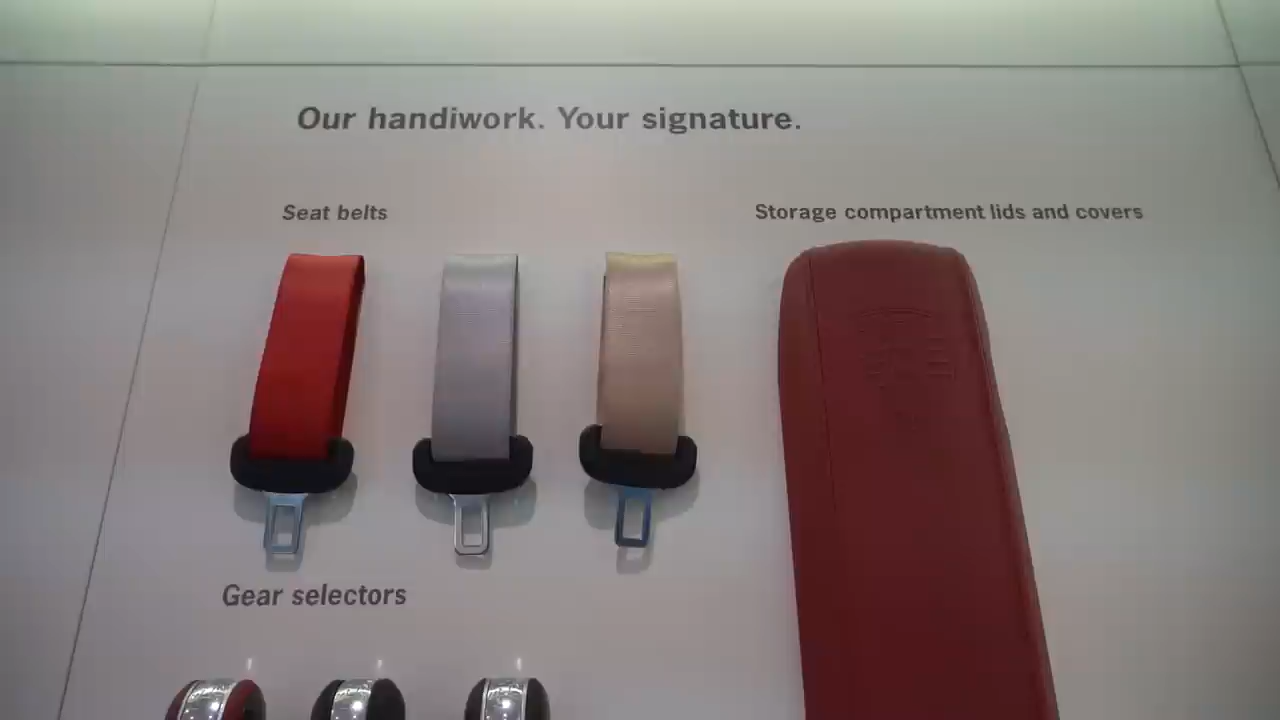 Our handiwork. Your signature.
Seat belts
Storage compartment lids and covers
Gear selectors